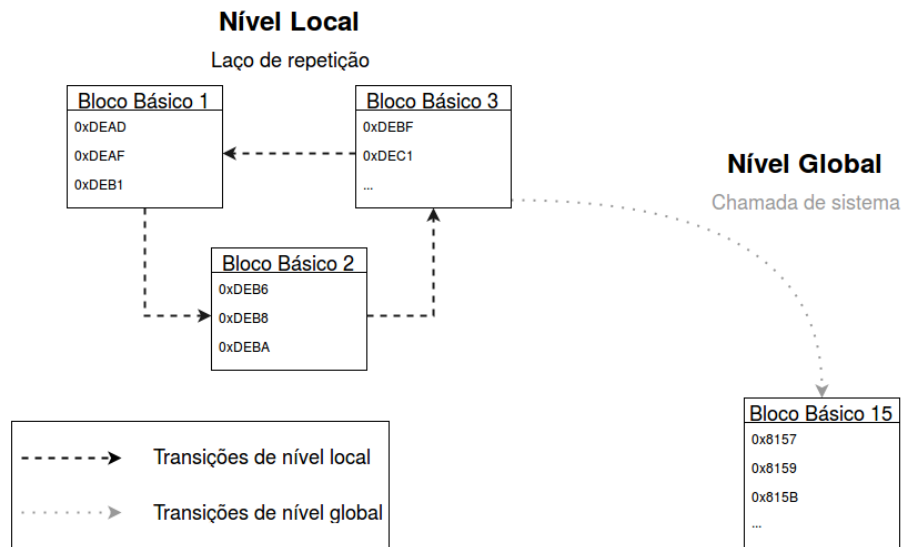 Nível Local
Laço de repetição
Bloco Básico 1
0xDEAD
0xDEAF
0xDEB1
Bloco Básico 3
0xDEBF
0xDEC1
...
Bloco Básico 2
0xDEB6
0xDEB8
0xDEBA
Nível Global
Chamada de sistema
Bloco Básico 15
0x8157
0x8159
0x815B
...
Transições de nível local
Transições de nível global